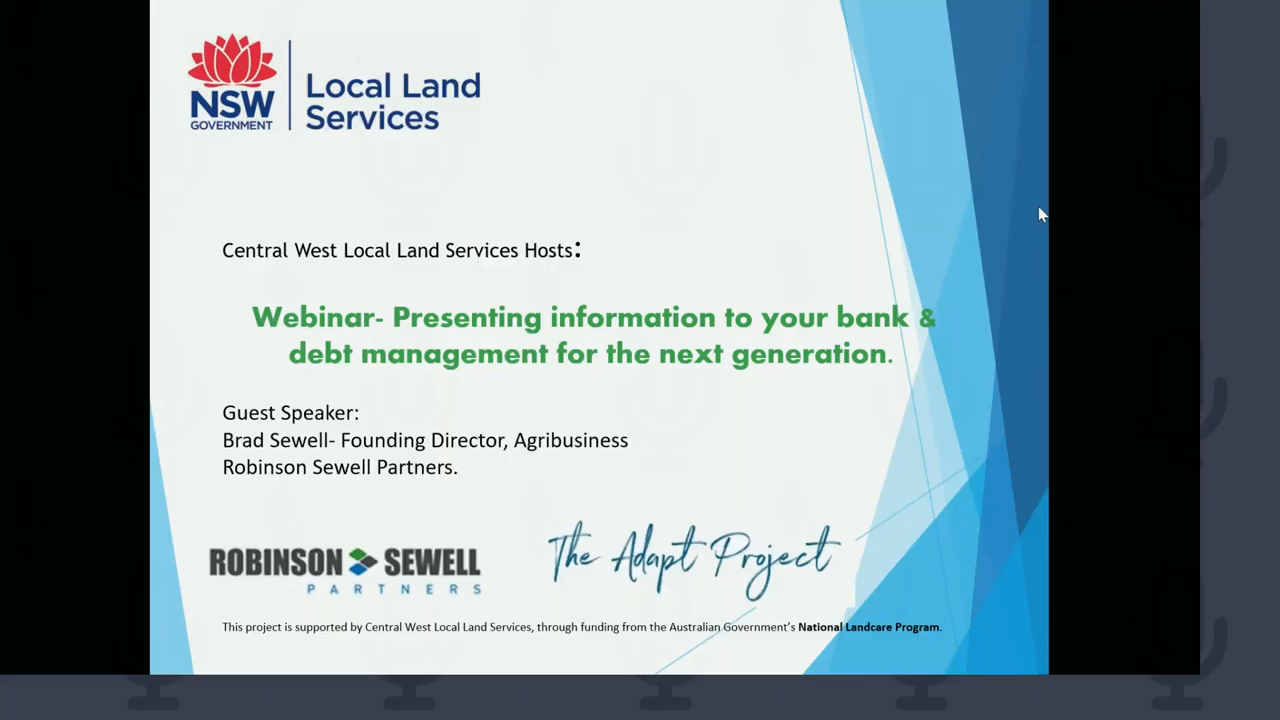 NSW
GOVERNMENT
Local Land
Services
Central West Local Land Services Hosts:
Webinar- Presenting information to your bank &
debt management for the next generation.
Guest Speaker:
Brad Sewell- Founding Director, Agribusiness
Robinson Sewell Partners.
ROBINSON SEWELL
PARTNERS
The Adapt Project
This project is supported by Central West Local Land Services, through funding from the Australian Government's National Landcare Program.